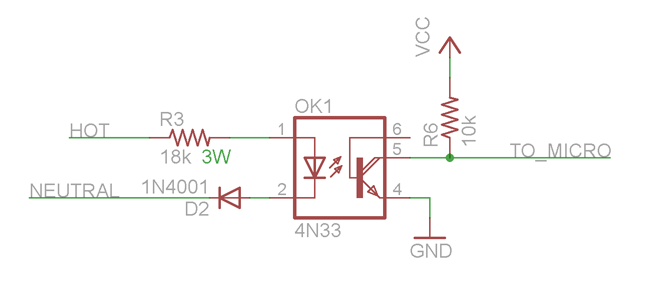 VCC
OK1
R3
HOT
18k 3W
1
6
R6
10k
5
TO_MICRO
NEUTRAL
1N4001
D2
2
4
4N33
GND